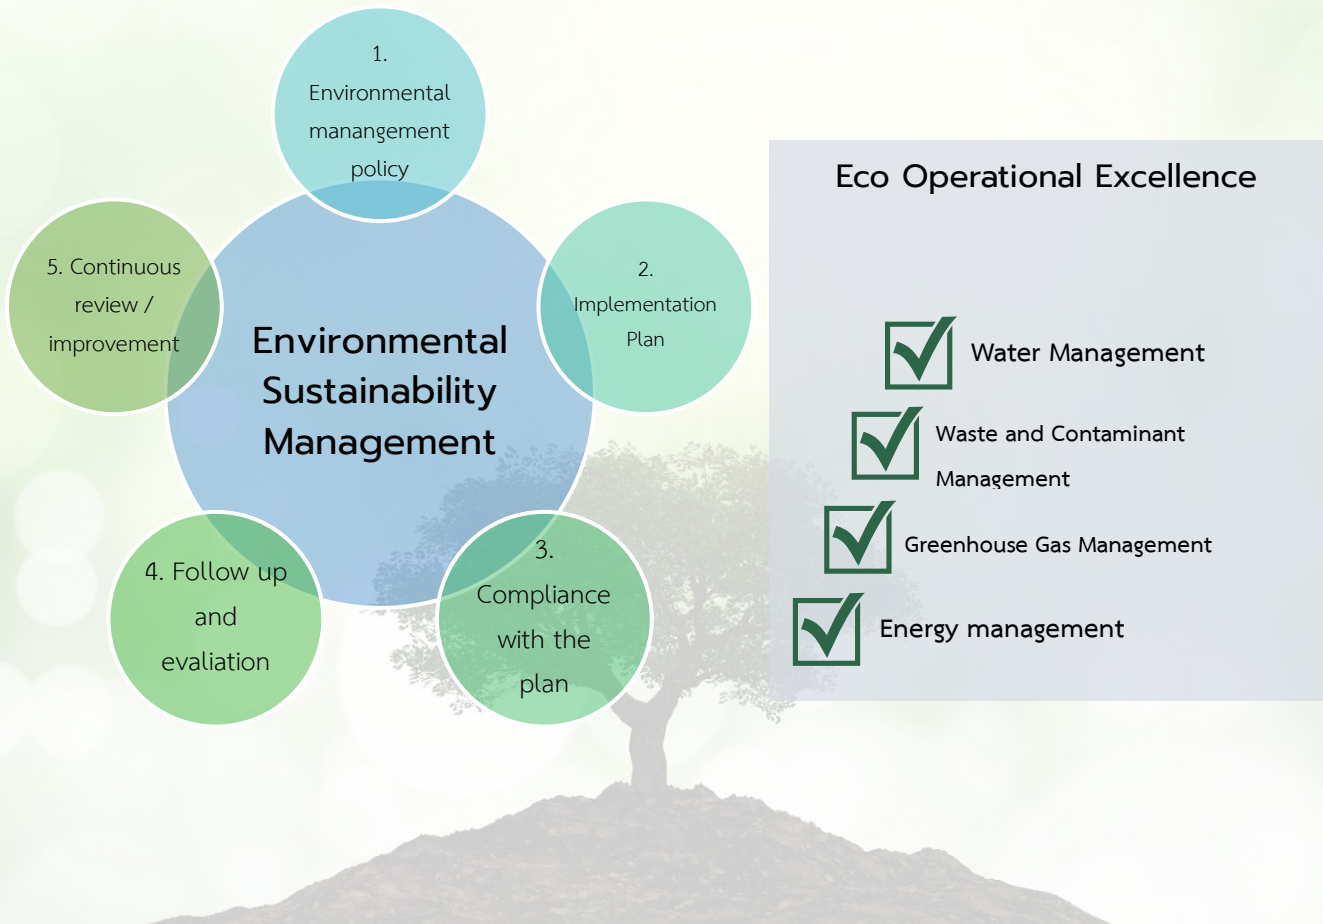 1.
Environmental
manangement
policy
2.
Implementation
Plan
3.
Compliance
with the
plan
4. Follow up
and
evaliation
5. Continuous
review /
improvement
Environmental
Sustainability
Management
Eco Operational Excellence
Water Management
Waste and Contaminant
Management
Greenhouse Gas Management
Energy management